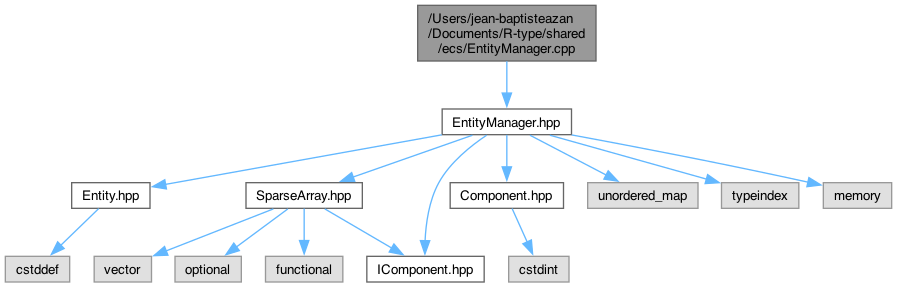 /Users/jean-baptisteazan
/Documents/R-type/shared
/ecs/EntityManager.cpp
EntityManager.hpp
Entity.hpp
SparseArray.hpp
Component.hpp
unordered_map
typeindex
memory
cstddef
vector
optional
functional
IComponent.hpp
cstdint